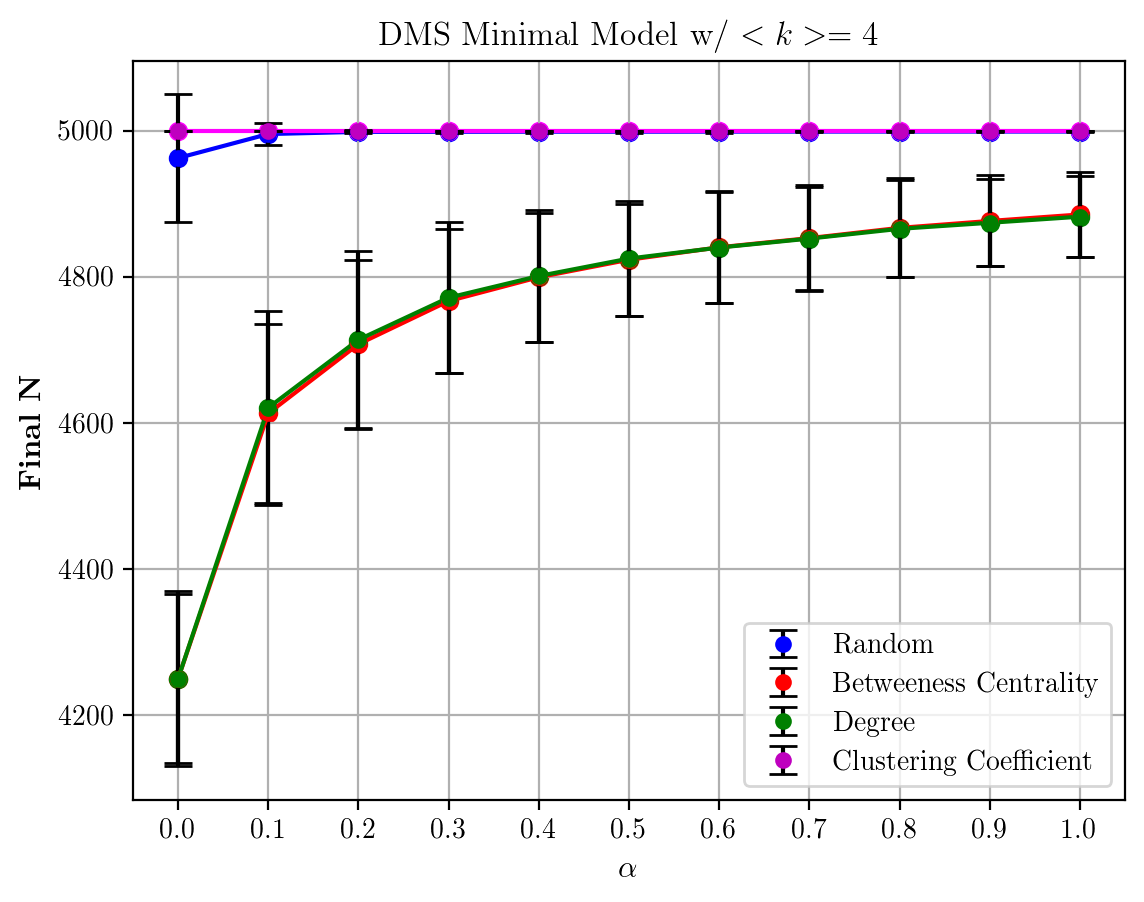 DMS Minimal Model w/ < k >= 4
Final N
5000
4800
4600
4400
4200
Random
Betweeness Centrality
Degree
Clustering Coefficient
0.0 0.1 0.2 0.3 0.4 0.5 0.6 0.7 0.8 0.9 1.0
α